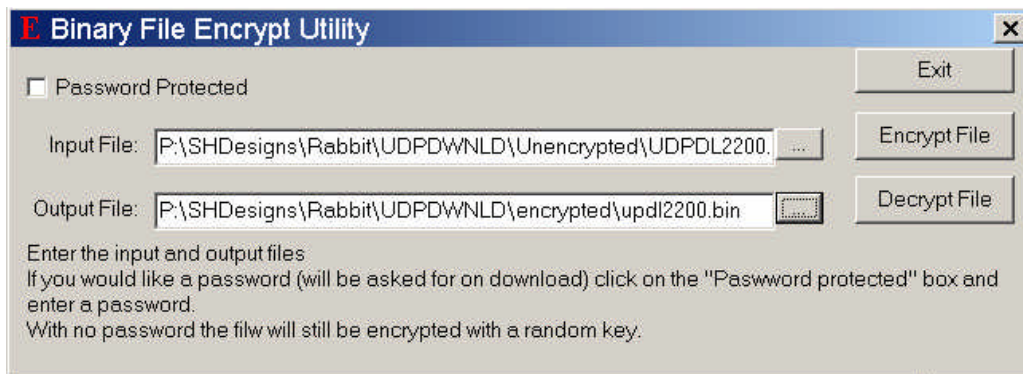 E Binary File Encrypt Utility
Exit
Password Protected
Input File: P:\SHDesigns\Rabbit\UDPDWNLD\Unencrypted\UDPDL2200. ...
Encrypt File
Output File: P:\SHDesigns\Rabbit\UDPDWNLD\encrypted\updl2200.bin ...
Decrypt File
Enter the input and output files
If you would like a password (will be asked for on download) click on the "Paswword protected" box and
enter a password.
With no password the filw will still be encrypted with a random key.